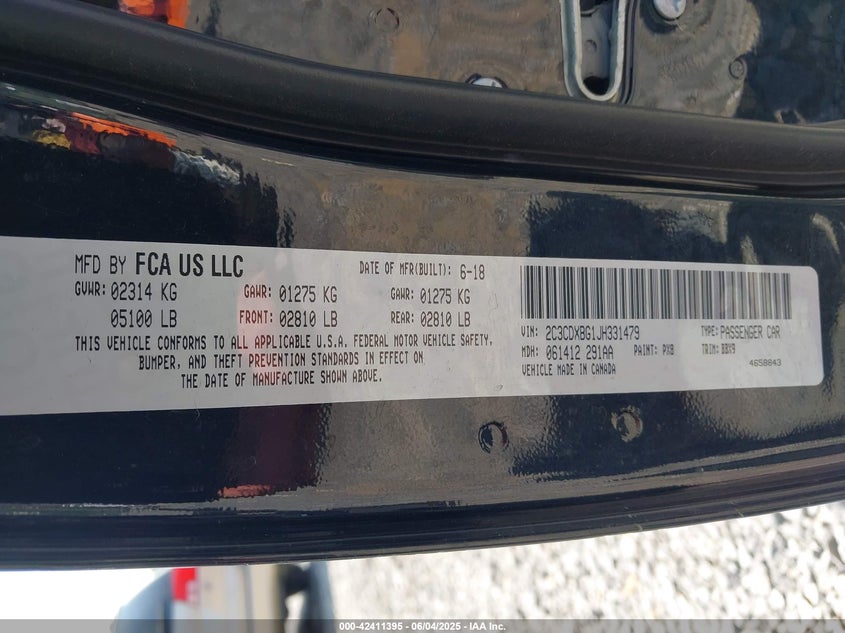 MFD BY FCA US LLC DATE OF MFR(BUILT): 6-18
GVWR: 02314 KG GAWR: 01275 KG GAWR: 01275 KG
05100 LB FRONT: 02810 LB REAR: 02810 LB
THIS VEHICLE CONFORMS TO ALL APPLICABLE U.S.A. FEDERAL MOTOR VEHICLE SAFETY,
BUMPER, AND THEFT PREVENTION STANDARDS IN EFFECT ON
THE DATE OF MANUFACTURE SHOWN ABOVE.
VIN: 2C3CDXBG1JH331479 TYPE: PASSENGER CAR
MDH: 061412 291AA PAINT: PX8 TRIM: BBX9
VEHICLE MADE IN CANADA 4658843
000-42411395 - 06/04/2025 - IAA Inc.